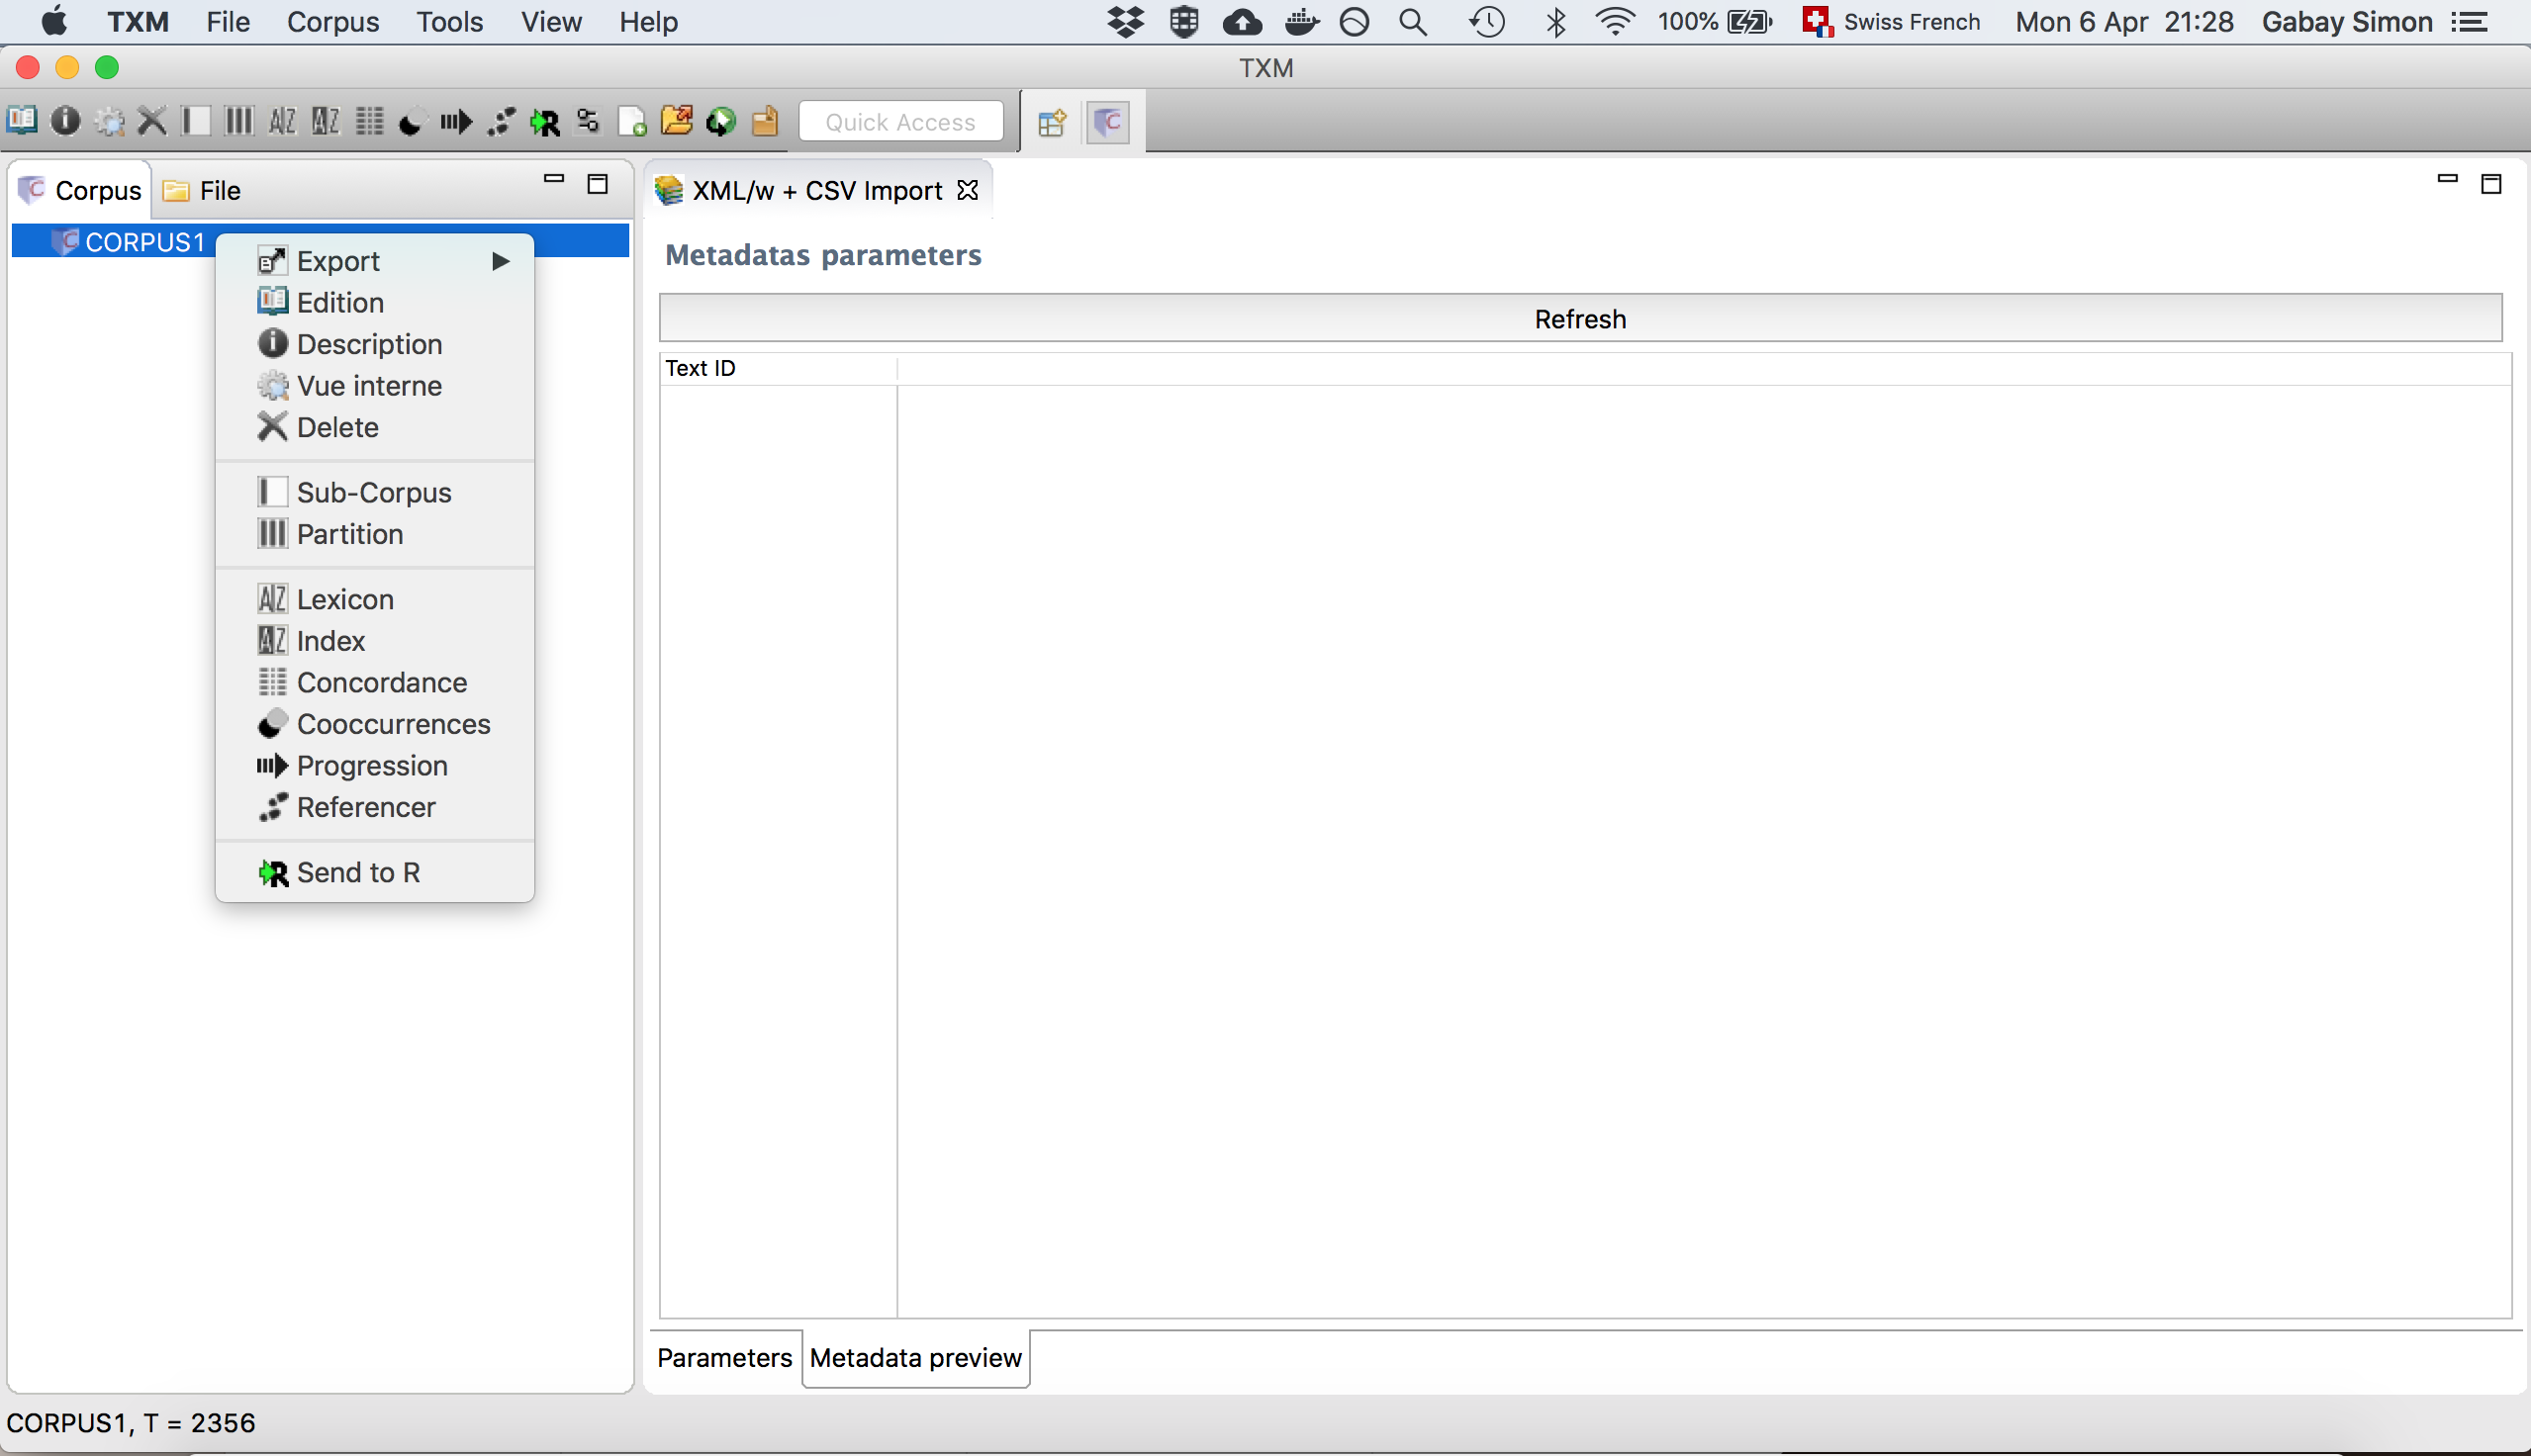 TXM File Corpus Tools View Help 100% Swiss French Mon 6 Apr 21:28 Gabay Simon
TXM
Quick Access
Corpus File
XML/w + CSV Import
CORPUS1
Export
Edition
Description
Vue interne
Delete
Sub-Corpus
Partition
Lexicon
Index
Concordance
Cooccurrences
Progression
Referencer
Send to R
Metadatas parameters
Refresh
Text ID
Parameters Metadata preview
CORPUS1, T = 2356